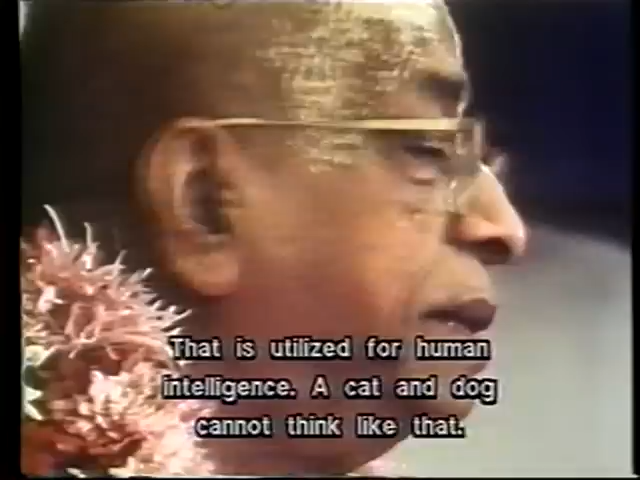 That is utilized for human
intelligence. A cat and dog
cannot think like that.